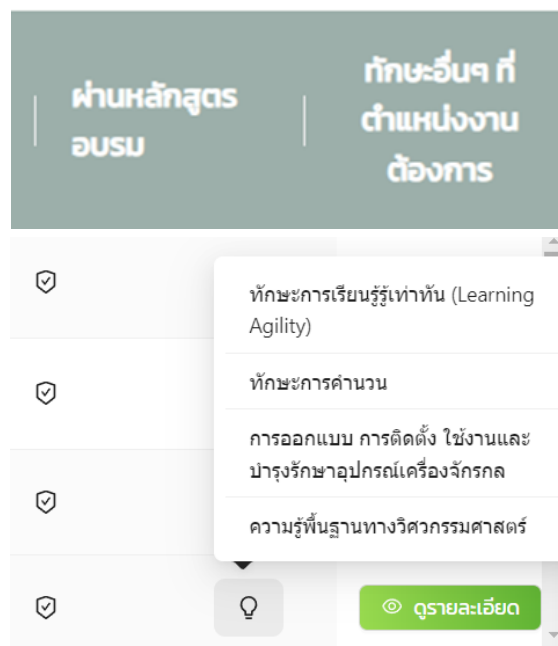 ผ่านหลักสูตร
อบรม
ทักษะอื่นๆ ที่
ตำแหน่งงาน
ต้องการ
ทักษะการเรียนรู้รู้เท่าทัน (Learning
Agility)
ทักษะการคำนวน
การออกแบบ การติดตั้ง ใช้งานและ
บำรุงรักษาอุปกรณ์เครื่องจักรกล
ความรู้พื้นฐานทางวิศวกรรมศาสตร์
ดูรายละเอียด